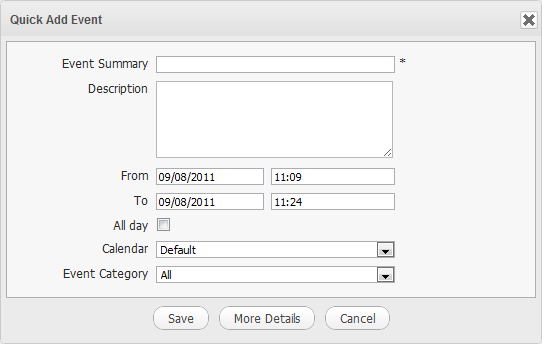 Quick Add Event
Event Summary *
Description
From 09/08/2011 11:09
To 09/08/2011 11:24
All day
Calendar Default
Event Category All
Save More Details Cancel